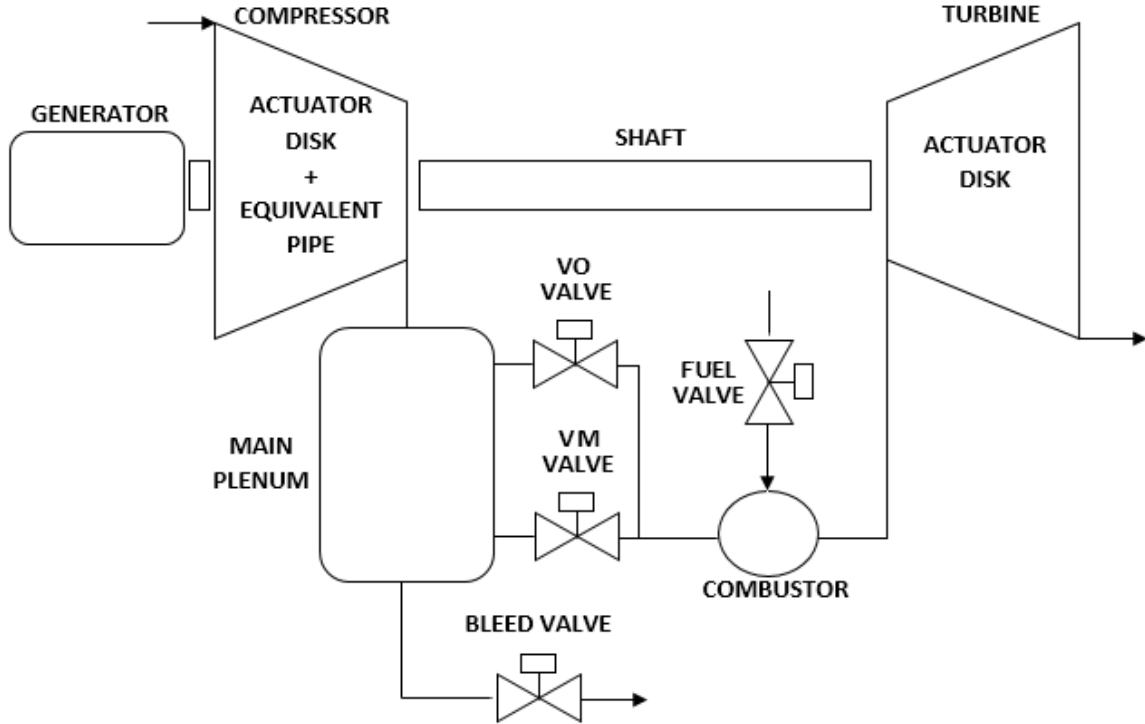 COMPRESSOR
TURBINE
GENERATOR
ACTUATOR
DISK
+
EQUIVALENT
PIPE
SHAFT
ACTUATOR
DISK
VO
VALVE
FUEL
VALVE
MAIN
PLENUM
VM
VALVE
COMBUSTOR
BLEED VALVE